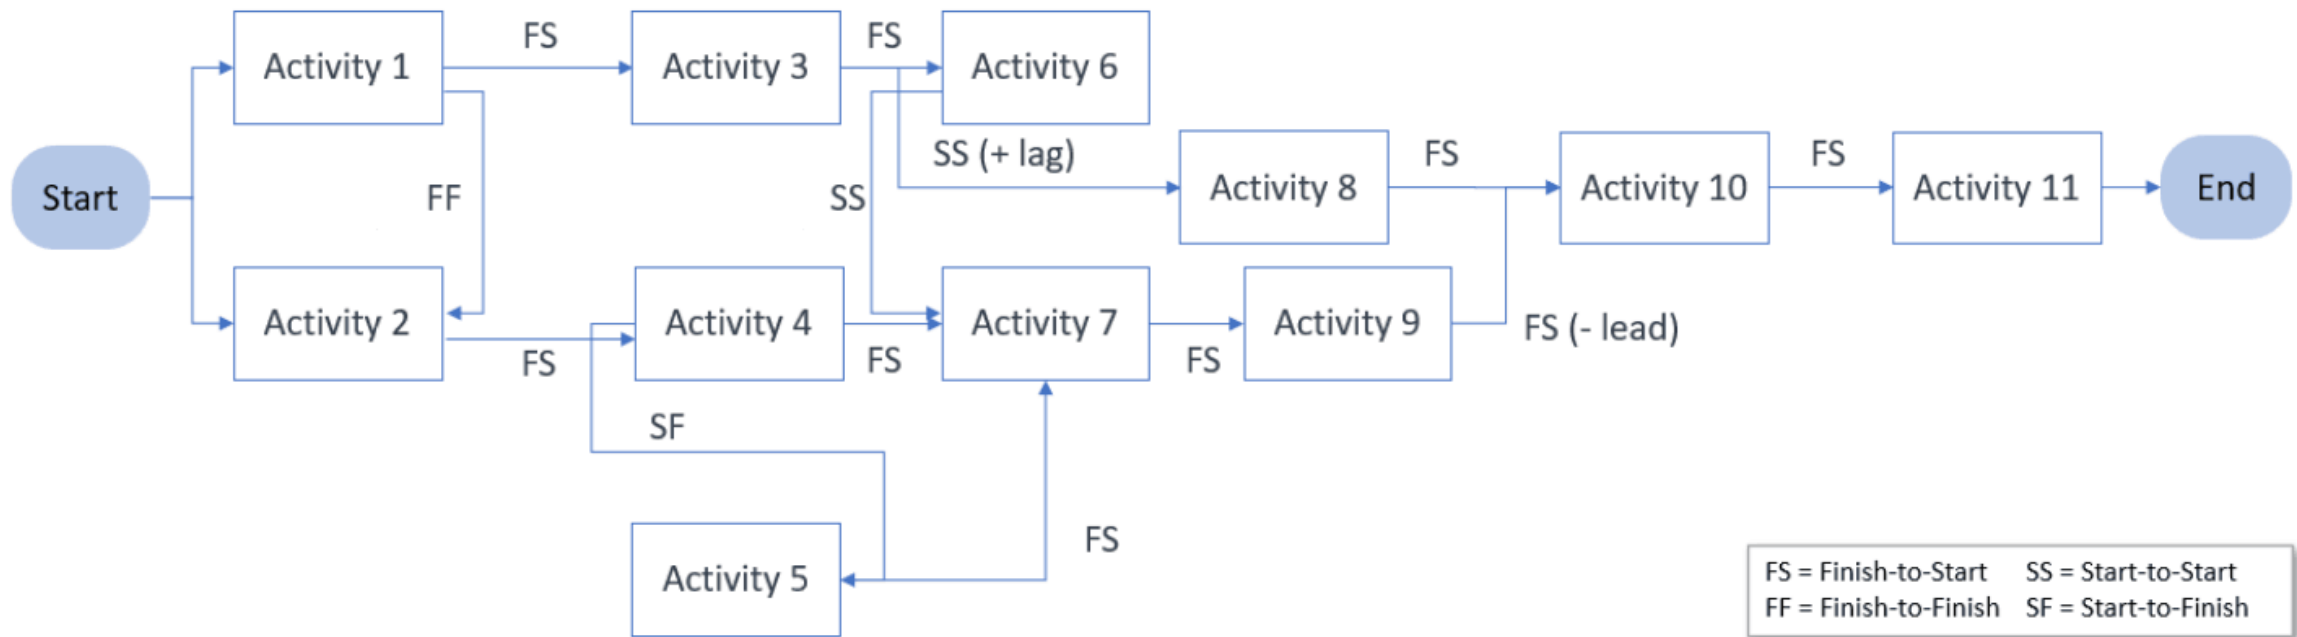 FS
FS
Activity 1
Activity 3
Activity 6
SS (+ lag)
FS
FS
Start
FF
SS
Activity 8
Activity 10
Activity 11
End
Activity 2
Activity 4
Activity 7
Activity 9
FS (- lead)
FS
FS
FS
SF
FS
Activity 5
FS = Finish-to-Start SS = Start-to-Start
FF = Finish-to-Finish SF = Start-to-Finish